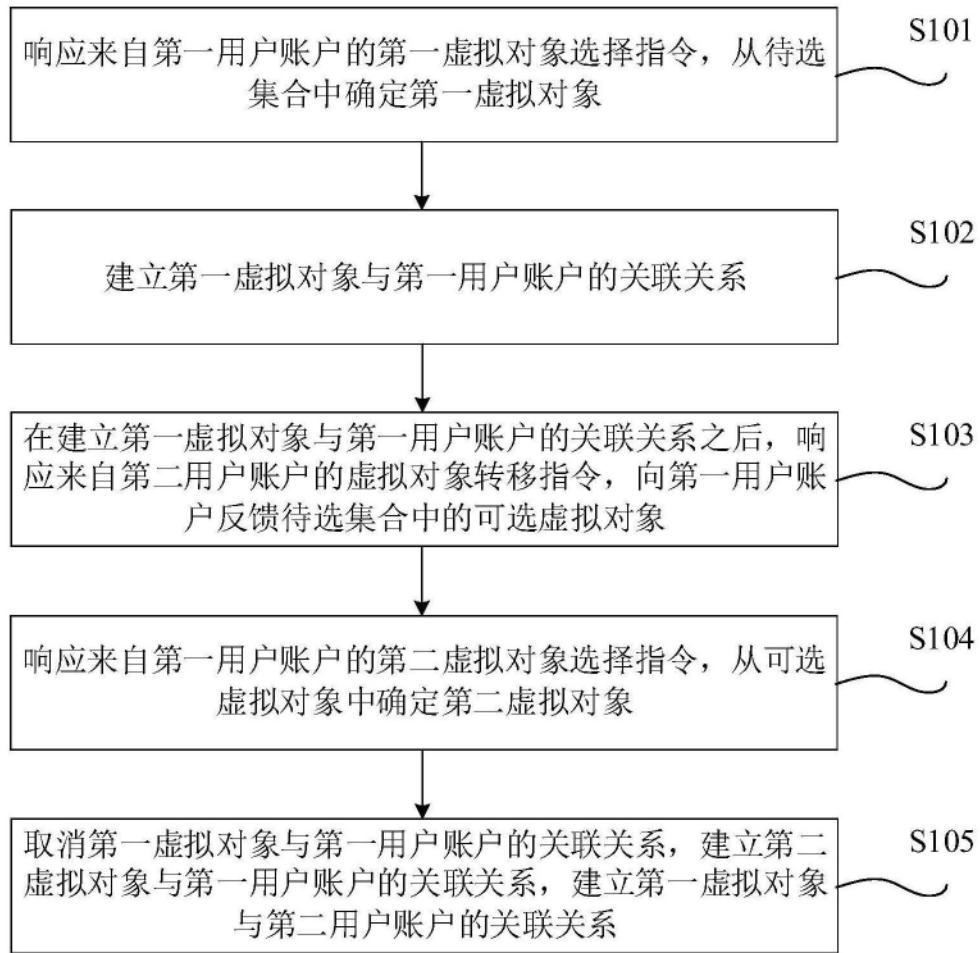 S101
响应来自第一用户账户的第一虚拟对象选择指令，从待选
集合中确定第一虚拟对象
S102
建立第一虚拟对象与第一用户账户的关联关系
S103
在建立第一虚拟对象与第一用户账户的关联关系之后，响
应来自第二用户账户的虚拟对象转移指令，向第一用户账
户反馈待选集合中的可选虚拟对象
S104
响应来自第一用户账户的第二虚拟对象选择指令，从可选
虚拟对象中确定第二虚拟对象
S105
取消第一虚拟对象与第一用户账户的关联关系，建立第二
虚拟对象与第一用户账户的关联关系，建立第一虚拟对象
与第二用户账户的关联关系